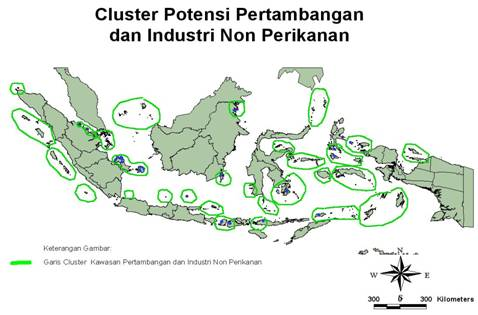 Cluster Potensi Pertambangan
dan Industri Non Perikanan
Keterangan Gambar:
Garis Cluster Kawasan Pertambangan dan Industri Non Perikanan
N
W E
S
300 0 300 Kilometers